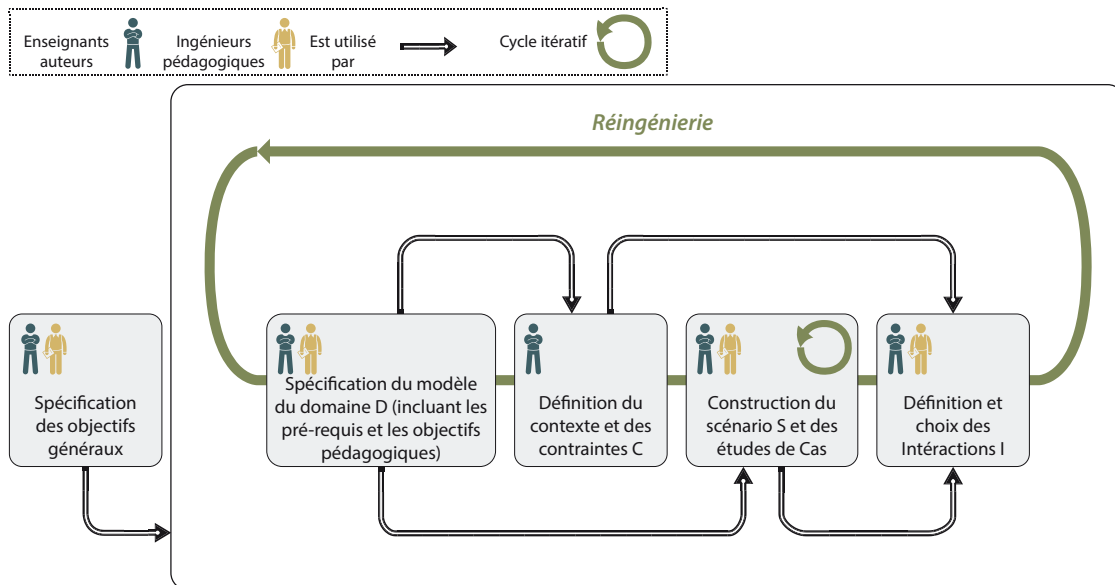 Enseignants
auteurs
Ingénieurs
pédagogiques
Est utilisé
par
Cycle itératif
Réingénierie
Spécification
des objectifs
généraux
Spécification du modèle
du domaine D (incluant les
pré-requis et les objectifs
pédagogiques)
Définition du
contexte et des
contraintes C
Construction du
scénario S et des
études de Cas
Définition et
choix des
Intéractions I